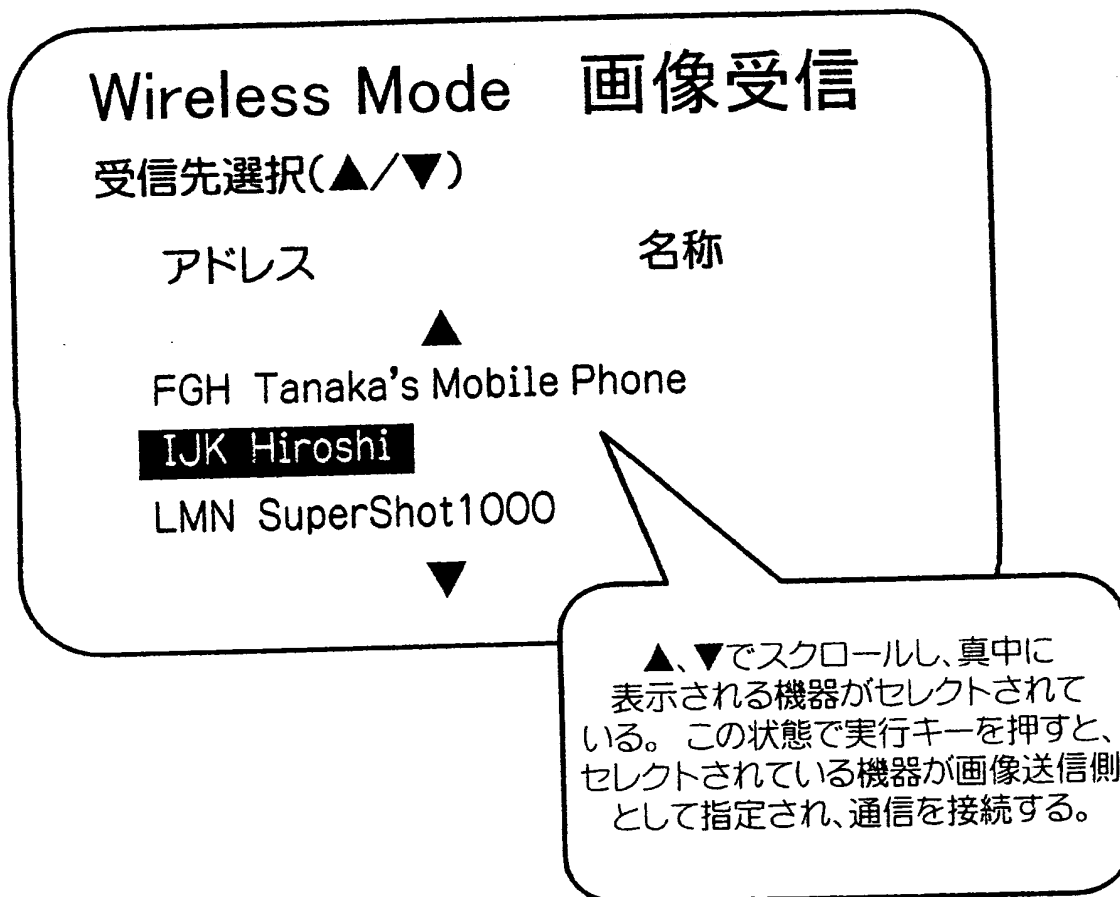 Wireless Mode 画像受信
受信先選択(▲/▼)
アドレス 名称
▲
FGH Tanaka's Mobile Phone
IJK Hiroshi
LMN SuperShot1000
▼
▲、▼でスクロールし、真中に
表示される機器がセレクトされて
いる。 この状態で実行キーを押すと、
セレクトされている機器が画像送信側
として指定され、通信を接続する。